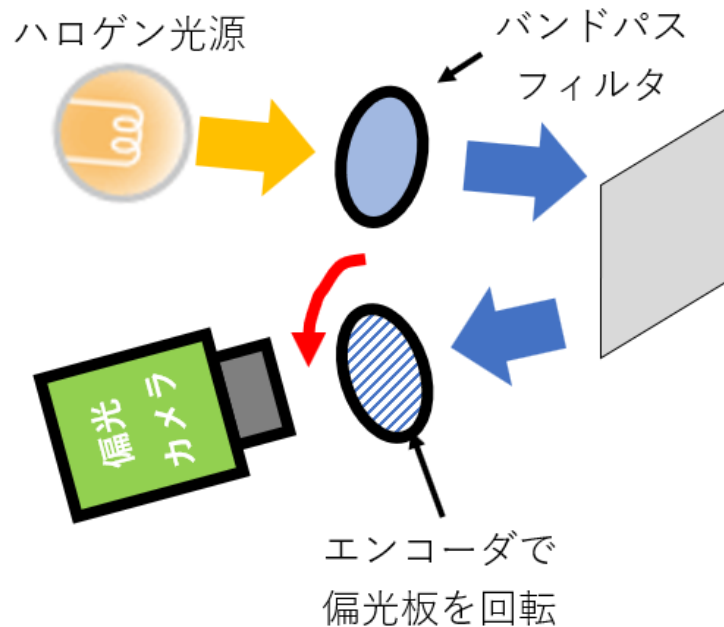 ハロゲン光源
バンドパス
フィルタ
偏光
カメラ
エンコーダで
偏光板を回転